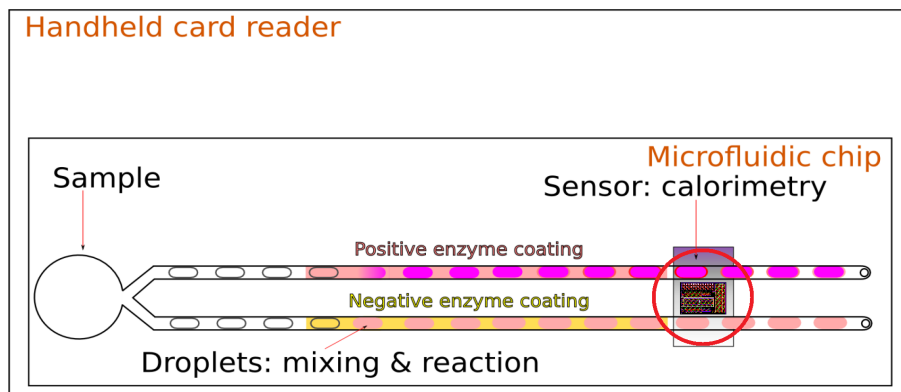 Handheld card reader
Microfluidic chip
Sample
Sensor: calorimetry
Positive enzyme coating
Negative enzyme coating
Droplets: mixing & reaction